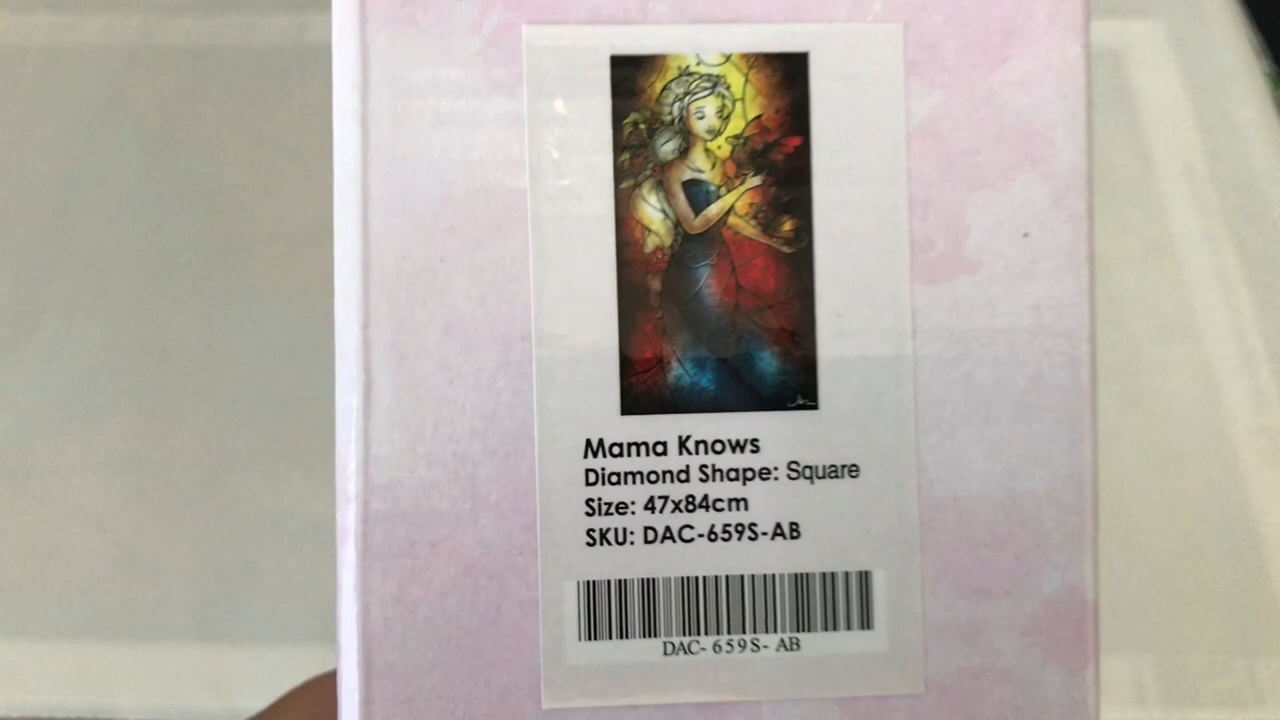 Mama Knows
Diamond Shape: Square
Size: 47x84cm
SKU: DAC-659S-AB
DAC- 659S- AB